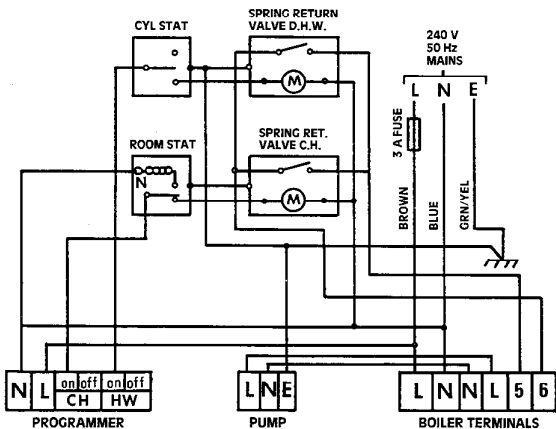 CYL STAT
SPRING RETURN
VALVE D.H.W.
240 V
50 Hz
MAINS
M
L N E
ROOM STAT
SPRING RET.
VALVE C.H.
3 A FUSE
N
M
BROWN
BLUE
GRN/YEL
N L on off on off
CH HW
L N E
L N N L 5 6
PROGRAMMER
PUMP
BOILER TERMINALS